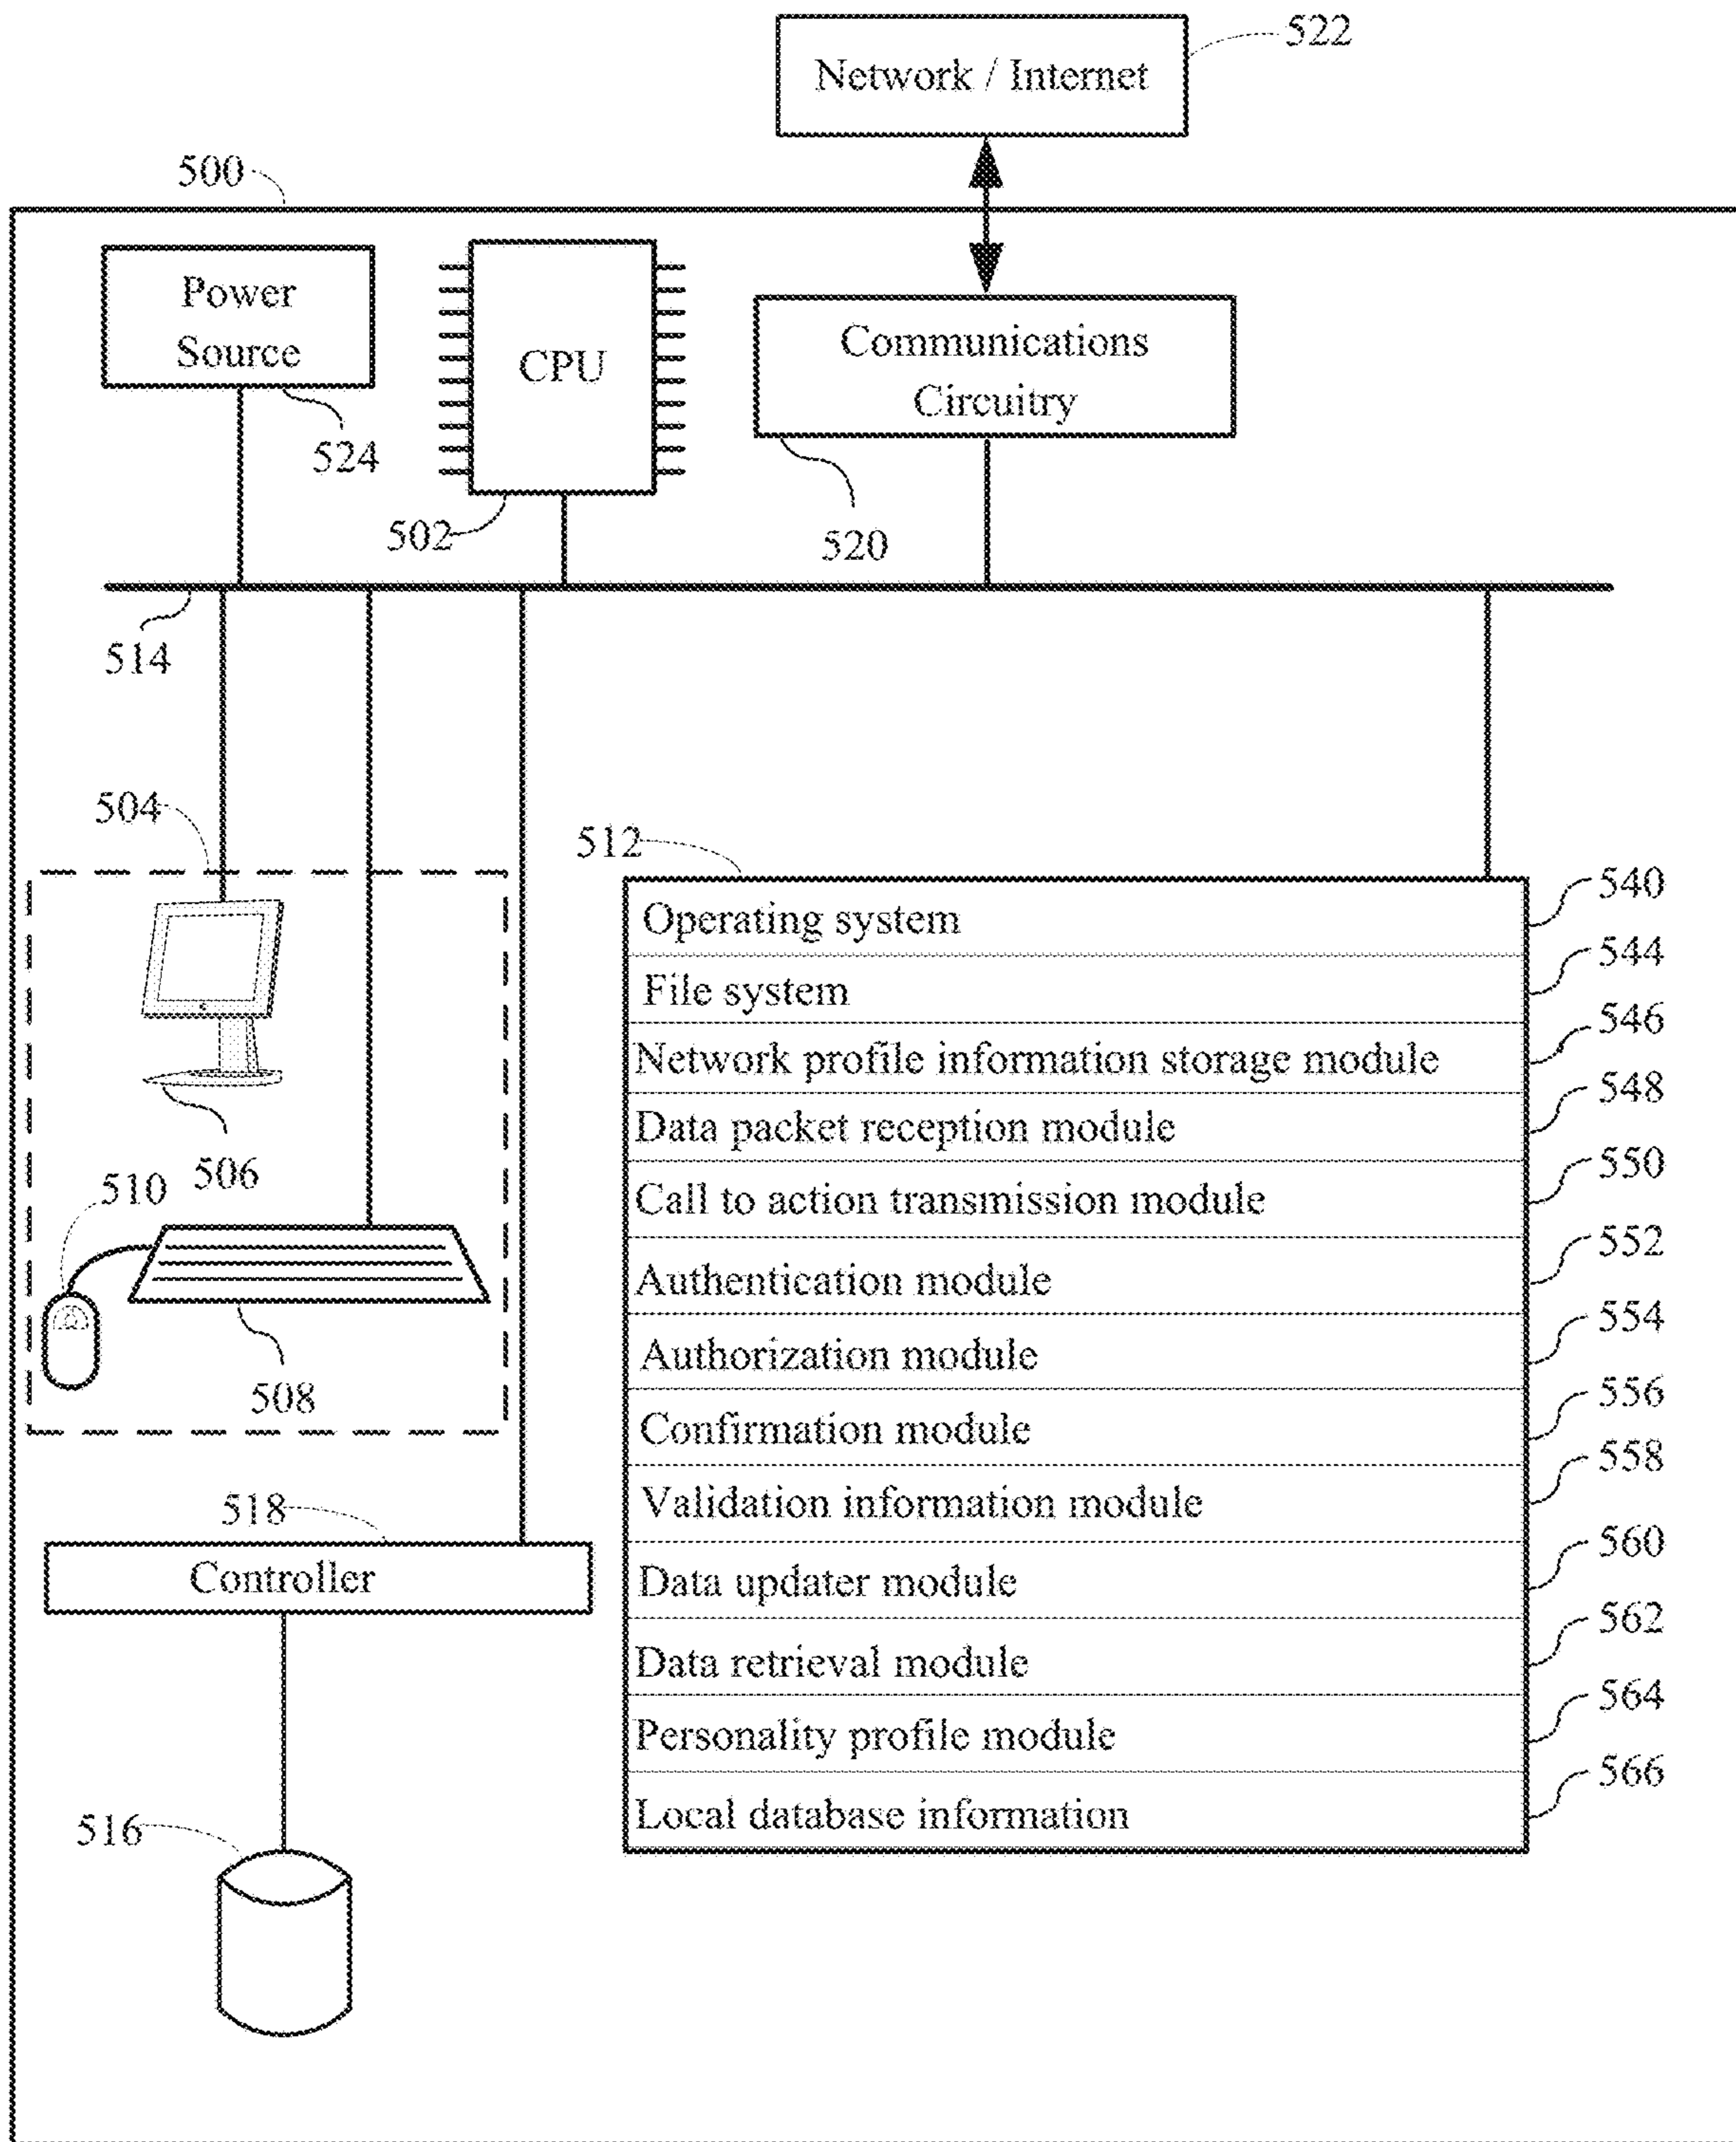 522
Network / Internet
500
Power
Source
524
CPU
502
Communications
Circuitry
520
514
504
506
510
508
518
Controller
516
512
Operating system
540
File system
544
Network profile information storage module
546
Data packet reception module
548
Call to action transmission module
550
Authentication module
552
Authorization module
554
Confirmation module
556
Validation information module
558
Data updater module
560
Data retrieval module
562
Personality profile module
564
Local database information
566